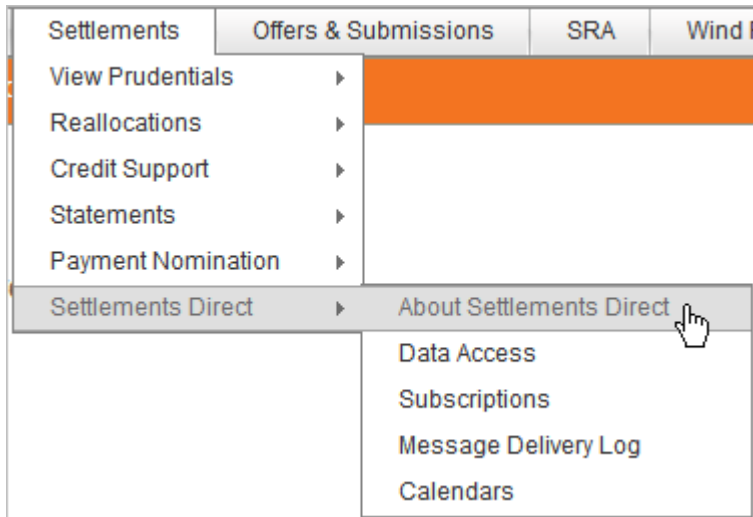 Settlements Offers & Submissions SRA Wind
View Prudentials
Reallocations
Credit Support
Statements
Payment Nomination
Settlements Direct About Settlements Direct
Data Access
Subscriptions
Message Delivery Log
Calendars